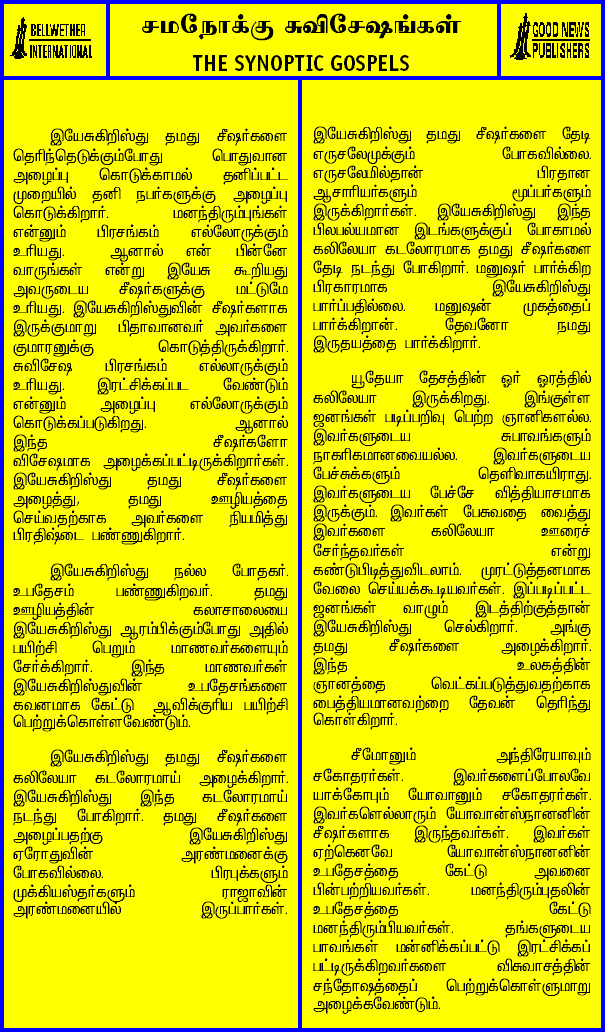 BELLWETHER
INTERNATIONAL
சமநோக்கு சுவிசேஷங்கள்
THE SYNOPTIC GOSPELS
GOOD NEWS
PUBLISHERS
இயேசுகிறிஸ்து தமது சீஷர்களை
தெரிந்தெடுக்கும்போது பொதுவான
அழைப்பு கொடுக்காமல் தனிப்பட்ட
முறையில் தனி நபர்களுக்கு அழைப்பு
கொடுக்கிறார். மனந்திரும்புங்கள்
என்னும் பிரசங்கம் எல்லோருக்கும்
உரியது. ஆனால் என் பின்னே
வாருங்கள் என்று இயேசு கூறியது
அவருடைய சீஷர்களுக்கு மட்டுமே
உரியது. இயேசுகிறிஸ்துவின் சீஷர்களாக
இருக்குமாறு பிதாவானவர் அவர்களை
குமாரனுக்கு கொடுத்திருக்கிறார்.
சுவிசேஷ பிரசங்கம் எல்லாருக்கும்
உரியது. இரட்சிக்கப்பட வேண்டும்
என்னும் அழைப்பு எல்லோருக்கும்
கொடுக்கப்படுகிறது. ஆனால்
இந்த சீஷர்களோ
விசேஷமாக அழைக்கப்பட்டிருக்கிறார்கள்.
இயேசுகிறிஸ்து தமது சீஷர்களை
அழைத்து, தமது ஊழியத்தை
செய்வதற்காக அவர்களை நியமித்து
பிரதிஷ்டை பண்ணுகிறார்.
இயேசுகிறிஸ்து நல்ல போதகர்.
உபதேசம் பண்ணுகிறவர். தமது
ஊழியத்தின் கலாசாலையை
இயேசுகிறிஸ்து ஆரம்பிக்கும்போது அதில்
பயிற்சி பெறும் மாணவர்களையும்
சேர்க்கிறார். இந்த மாணவர்கள்
இயேசுகிறிஸ்துவின் உபதேசங்களை
கவனமாக கேட்டு ஆவிக்குரிய பயிற்சி
பெற்றுக்கொள்ளவேண்டும்.
இயேசுகிறிஸ்து தமது சீஷர்களை
கலிலேயா கடலோரமாய் அழைக்கிறார்.
இயேசுகிறிஸ்து இந்த கடலோரமாய்
நடந்து போகிறார். தமது சீஷர்களை
அழைப்பதற்கு இயேசுகிறிஸ்து
ஏரோதுவின் அரண்மனைக்கு
போகவில்லை. பிரபுக்களும்
முக்கியஸ்தர்களும் ராஜாவின்
அரண்மனையில் இருப்பார்கள்.
இயேசுகிறிஸ்து தமது சீஷர்களை தேடி
எருசலேமுக்கும் போகவில்லை.
எருசலேமில்தான் பிரதான
ஆசாரியர்களும் மூப்பர்களும்
இருக்கிறார்கள். இயேசுகிறிஸ்து இந்த
பிலபல்யமான இடங்களுக்குப் போகாமல்
கலிலேயா கடலோரமாக தமது சீஷர்களை
தேடி நடந்து போகிறார். மனுஷர் பார்க்கிற
பிரகாரமாக இயேசுகிறிஸ்து
பார்ப்பதில்லை. மனுஷன் முகத்தைப்
பார்க்கிறான். தேவனோ நமது
இருதயத்தை பார்க்கிறார்.
யூதேயா தேசத்தின் ஓர் ஓரத்தில்
கலிலேயா இருக்கிறது. இங்குள்ள
ஜனங்கள் படிப்பறிவு பெற்ற ஞானிகளல்ல.
இவர்களுடைய சுபாவங்களும்
நாகரிகமானவையல்ல. இவர்களுடைய
பேச்சுக்களும் தெளிவாகயிராது.
இவர்களுடைய பேச்சே வித்தியாசமாக
இருக்கும். இவர்கள் பேசுவதை வைத்து
இவர்களை கலிலேயா ஊரைச்
சேர்ந்தவர்கள் என்று
கண்டுபிடித்துவிடலாம். முரட்டுத்தனமாக
வேலை செய்யக்கூடியவர்கள். இப்படிப்பட்ட
ஜனங்கள் வாழும் இடத்திற்குத்தான்
இயேசுகிறிஸ்து செல்கிறார். அங்கு
தமது சீஷர்களை அழைக்கிறார்.
இந்த உலகத்தின்
ஞானத்தை வெட்கப்படுத்துவதற்காக
பைத்தியமானவற்றை தேவன் தெரிந்து
கொள்கிறார்.
சீமோனும் அந்திரேயாவும்
சகோதரர்கள். இவர்களைப்போலவே
யாக்கோபும் யோவானும் சகோதரர்கள்.
இவர்களெல்லாரும் யோவான்ஸ்நானனின்
சீஷர்களாக இருந்தவர்கள். இவர்கள்
ஏற்கெனவே யோவான்ஸ்நானனின்
உபதேசத்தை கேட்டு அவனை
பின்பற்றியவர்கள். மனந்திரும்புதலின்
உபதேசத்தை கேட்டு
மனந்திரும்பியவர்கள். தங்களுடைய
பாவங்கள் மன்னிக்கப்பட்டு இரட்சிக்கப்
பட்டிருக்கிறவர்களை விசுவாசத்தின்
சந்தோஷத்தைப் பெற்றுக்கொள்ளுமாறு
அழைக்கவேண்டும்.